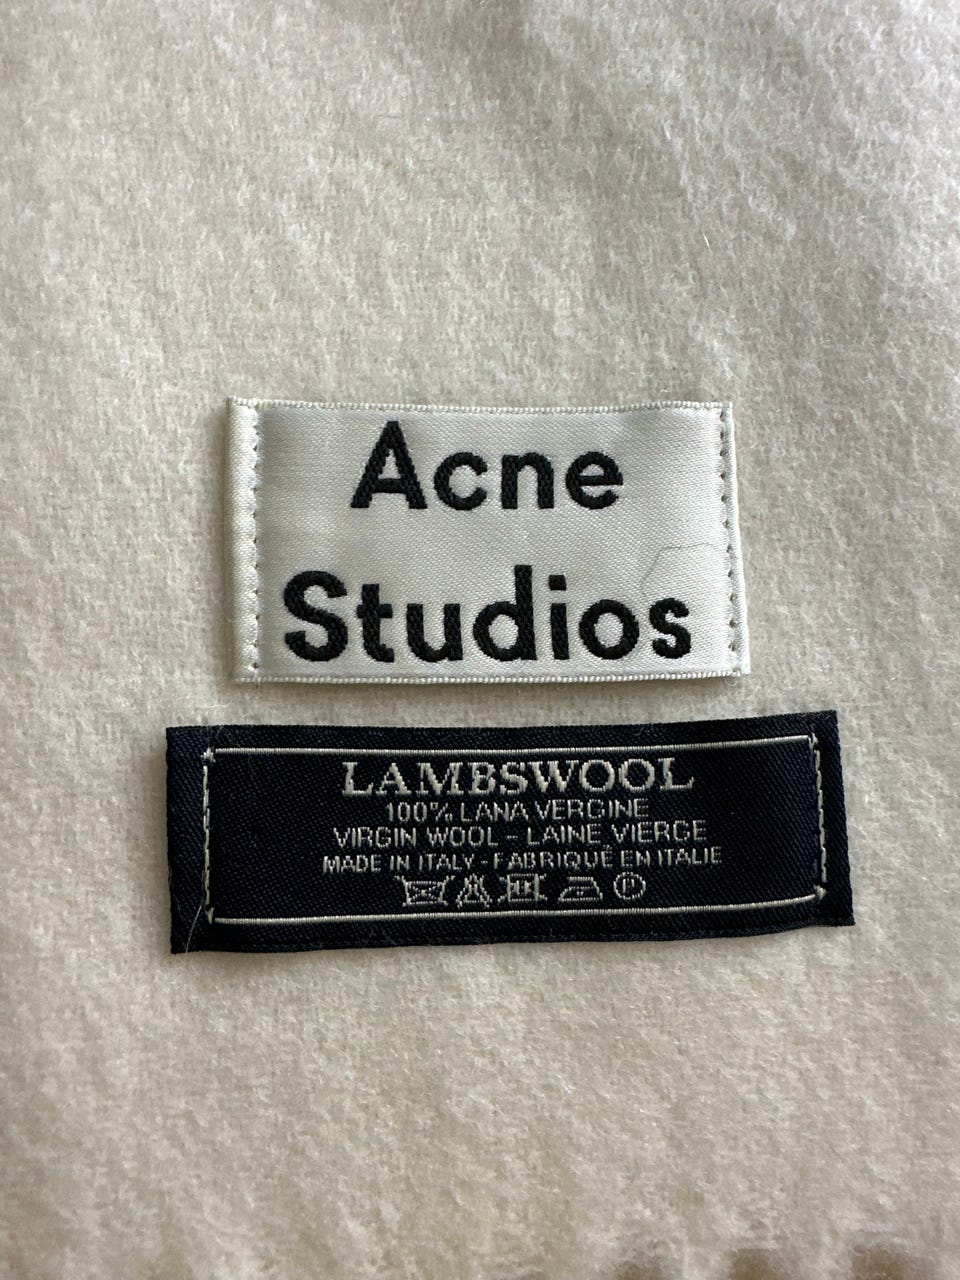 Acne
Studios
LAMBSWOOL
100% LANA VERGINE
VIRGIN WOOL - LAINE VIERGE
MADE IN ITALY - FABRIQUÉ EN ITALIE
P